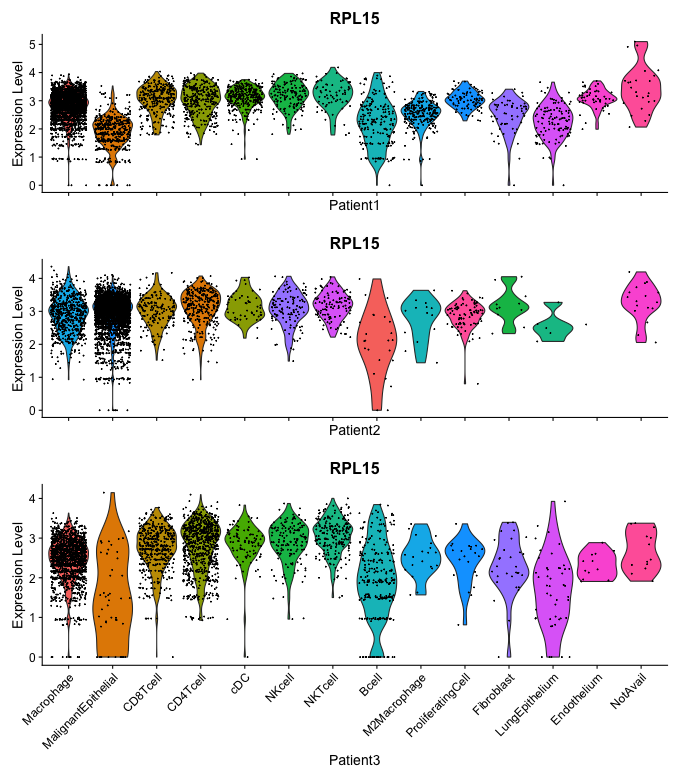 RPL15
Expression Level
5
4
3
2
1
0
Patient1
RPL15
Expression Level
4
3
2
1
0
Patient2
RPL15
Expression Level
4
3
2
1
0
Macrophage
MalignantEpithelial
CD8Tcell
CD4Tcell
cDC
NKcell
NKTcell
Bcell
M2Macrophage
ProliferatingCell
Fibroblast
LungEpithelium
Endothelium
NotAvail
Patient3